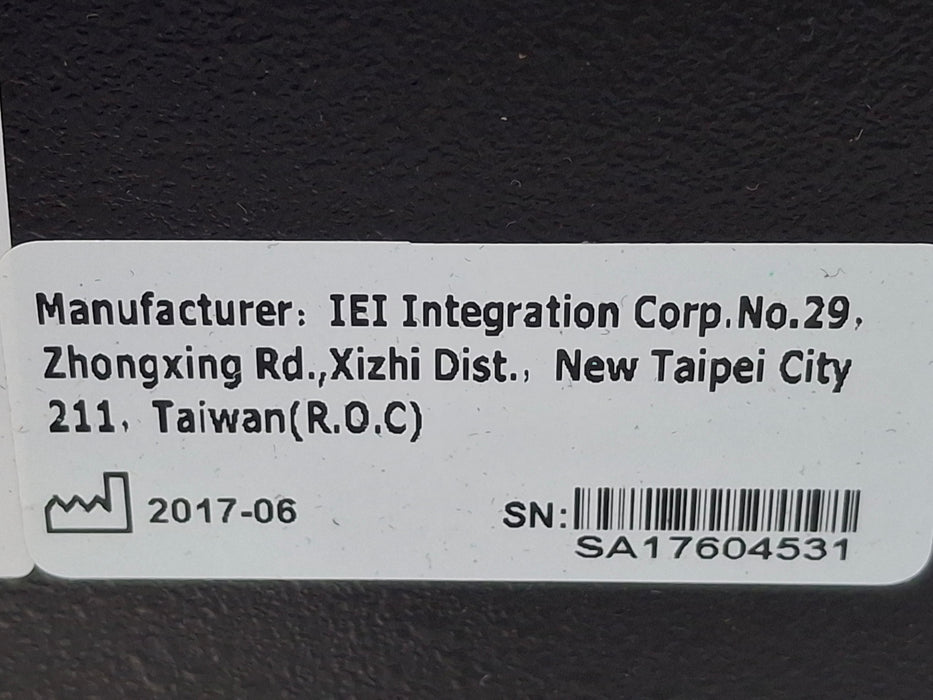 Manufacturer: IEI Integration Corp.No.29,
Zhongxing Rd.,Xizhi Dist., New Taipei City
211, Taiwan(R.O.C)
2017-06
SN:
SA17604531